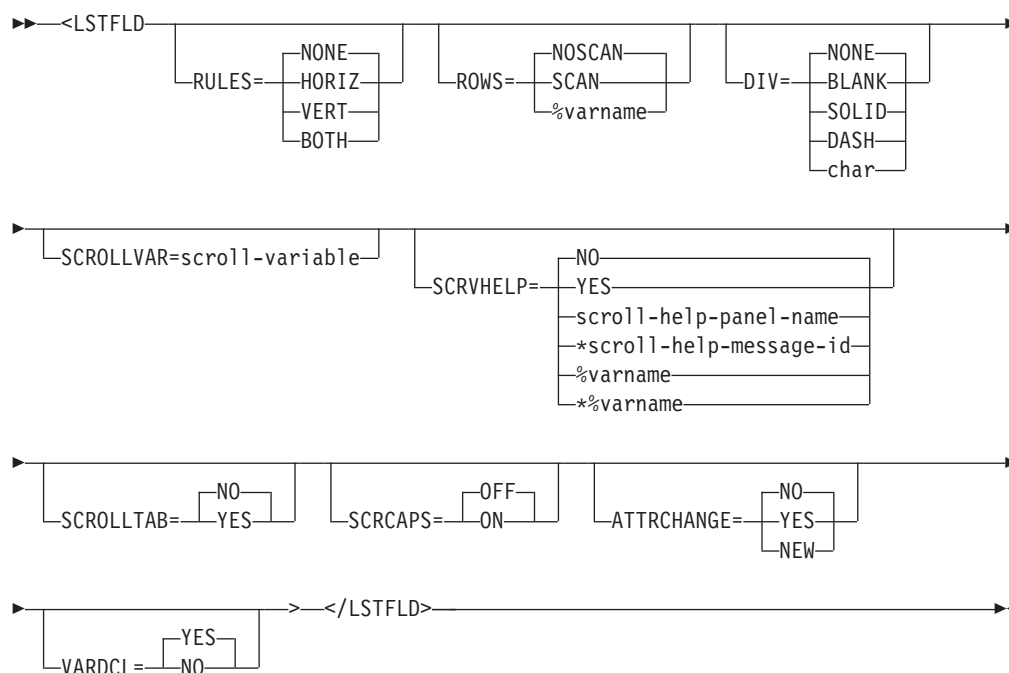 <LSTFLD
RULES= NONE HORIZ VERT BOTH
ROWS= NOSCAN SCAN %varname
DIV= NONE BLANK SOLID DASH char
SCROLLVAR=scroll-variable
SCRVHELP= NO YES scroll-help-panel-name *scroll-help-message-id %varname *%varname
SCROLLTAB= NO YES
SCRCAPS= OFF ON
ATTRCHANGE= NO YES NEW
VARDCL= YES NO
></LSTFLD>